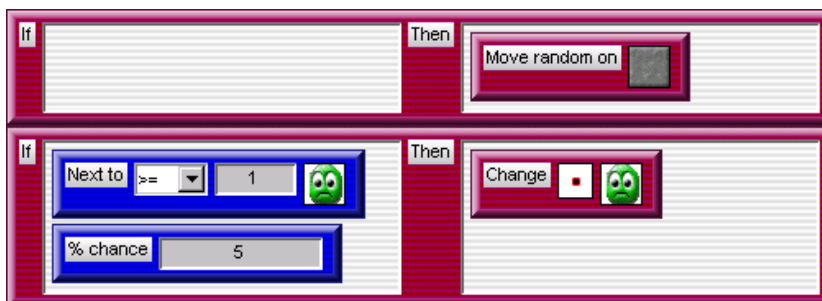 If
Then
Move random on
If
Next to >= 1
Then
Change
% chance 5